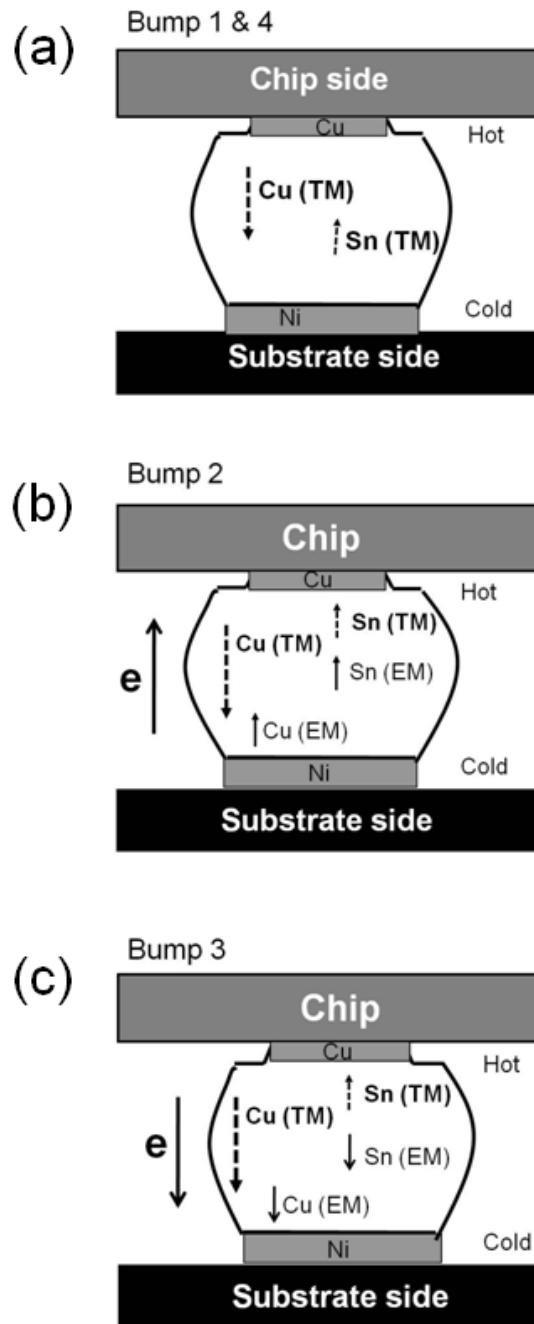 (a)
Bump 1 & 4
Chip side
Cu
Hot
Cu (TM)
Sn (TM)
Ni
Cold
Substrate side
(b)
Bump 2
Chip
Cu
Hot
Sn (TM)
Cu (TM)
e
Sn (EM)
Cu (EM)
Ni
Cold
Substrate side
(c)
Bump 3
Chip
Cu
Hot
Sn (TM)
Cu (TM)
e
Sn (EM)
Cu (EM)
Ni
Cold
Substrate side